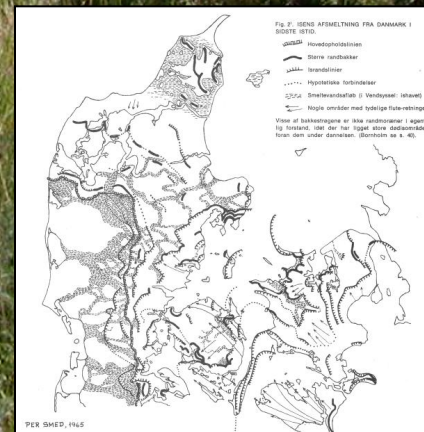 Fig. 2'. ISENS AFSMELTNING FRA DANMARK I
SIDSTE ISTID.
Hovedopholdslinien
Større randbakker
Israndslinier
Hypotetiske forbindelser
Smeltevandsafløb (i Vendsyssel: Ishavet)
Nogle områder med tydelige flute-retninger
Visse af bakkestrøgene er ikke randmoræner i egent
lig forstand, idet der har ligget store dødisområder
foran dem under dannelsen. (Bornholm se s. 40).
PER SMED, 1965